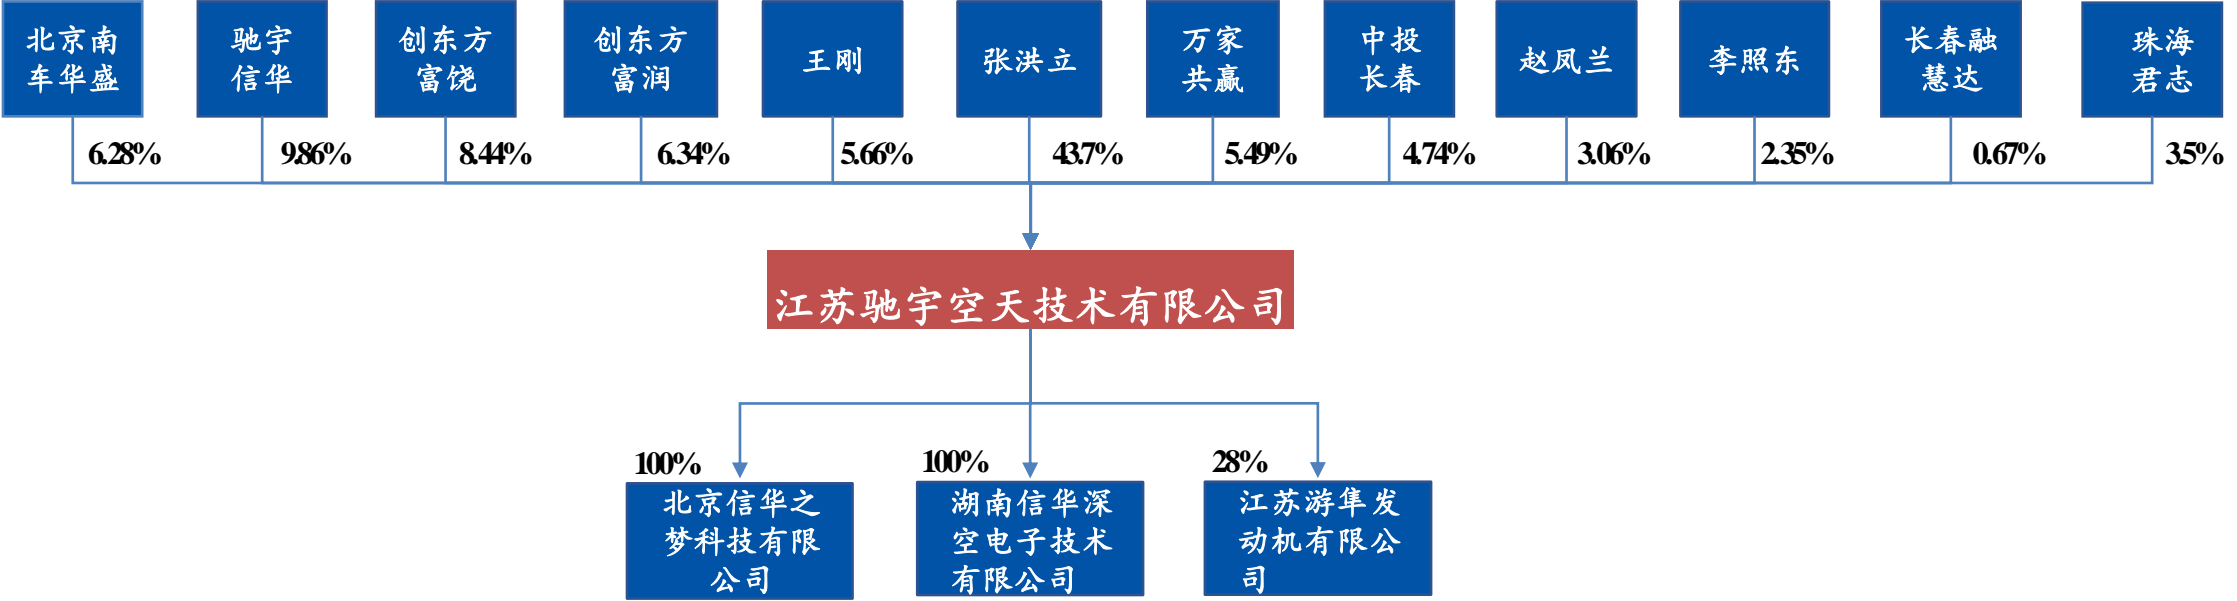 北京南
车华盛
驰宇
信华
创东方
富饶
创东方
富润
王刚
张洪立
万家
共赢
中投
长春
赵凤兰
李照东
长春融
慧达
珠海
君志
6.28%
9.86%
8.44%
6.34%
5.66%
43.7%
5.49%
4.74%
3.06%
2.35%
0.67%
3.5%
江苏驰宇空天技术有限公司
100%
100%
28%
北京信华之
梦科技有限
公司
湖南信华深
空电子技术
有限公司
江苏游隼发
动机有限公
司